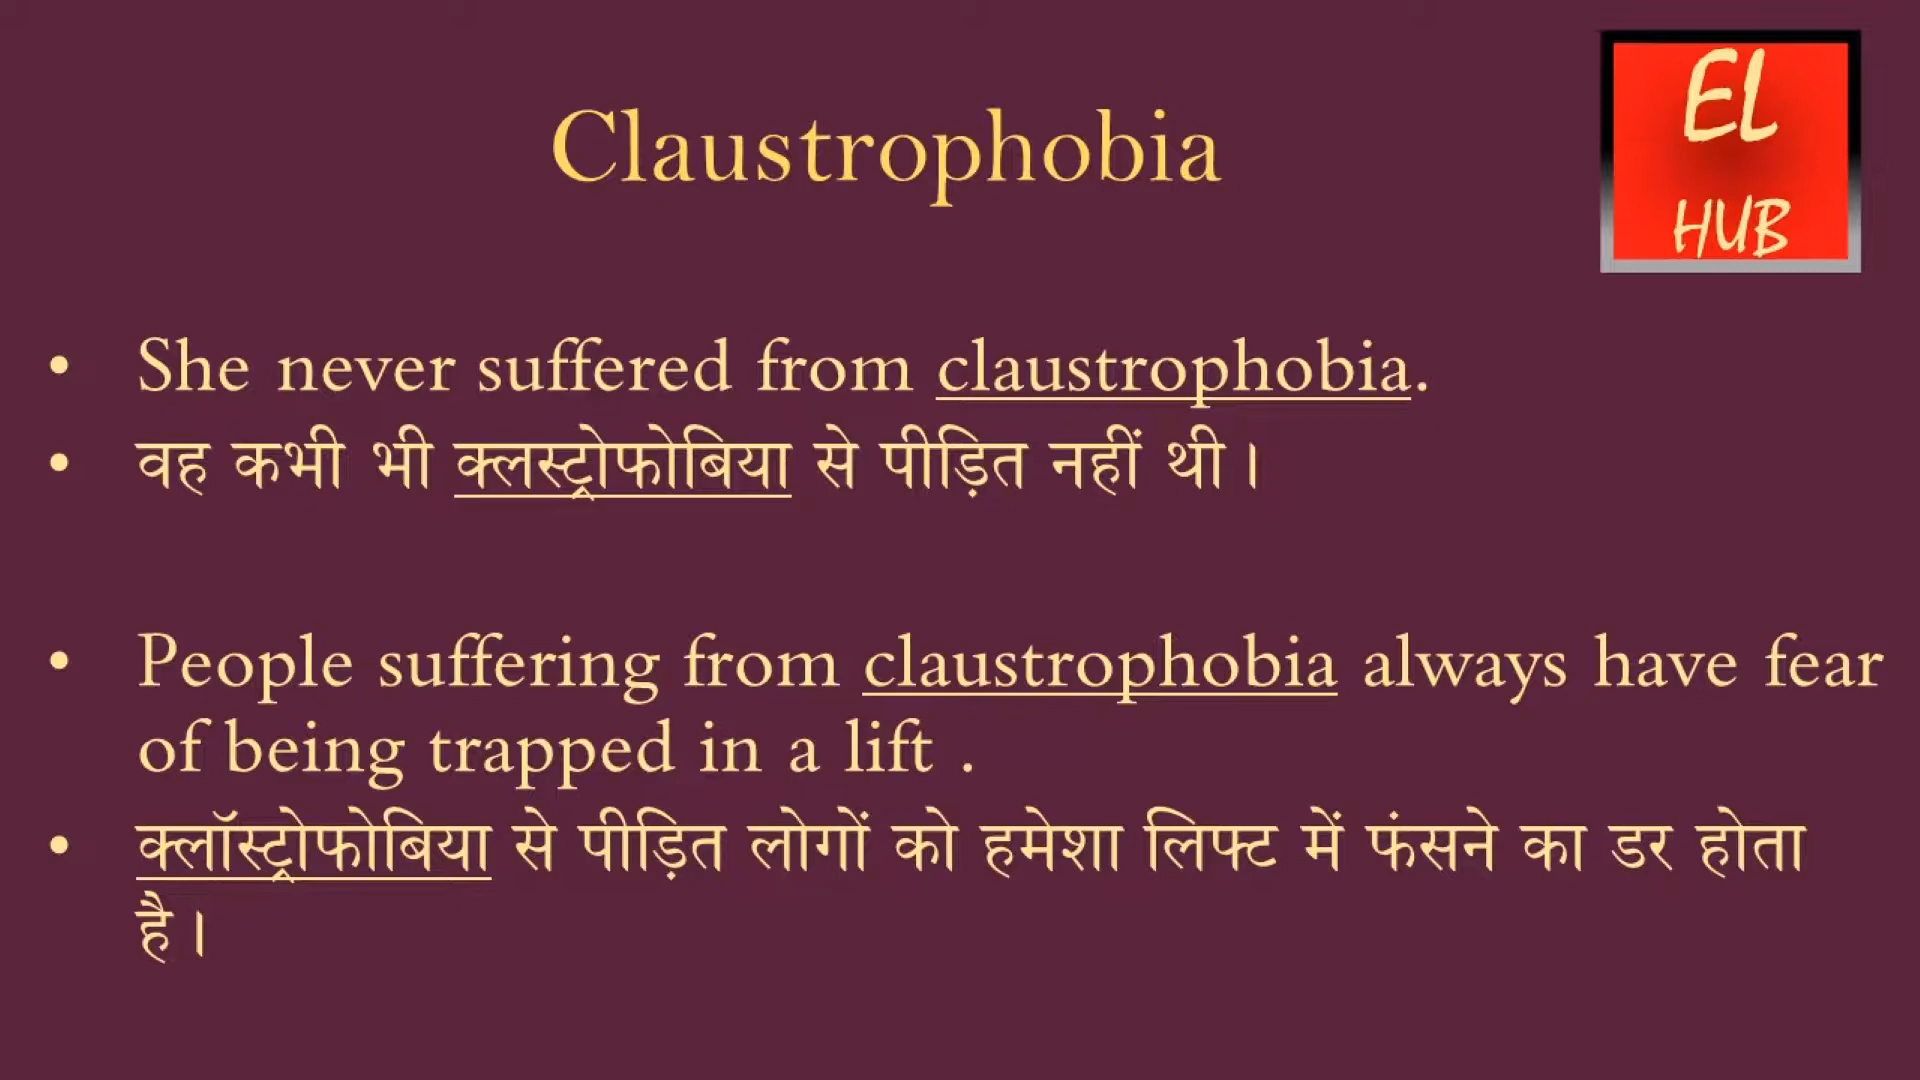 Claustrophobia
EL
HUB
• She never suffered from claustrophobia.
• वह कभी भी क्लस्ट्रोफोबिया से पीड़ित नहीं थी।
• People suffering from claustrophobia always have fear
of being trapped in a lift .
• क्लॉस्ट्रोफोबिया से पीड़ित लोगों को हमेशा लिफ्ट में फंसने का डर होता
है।